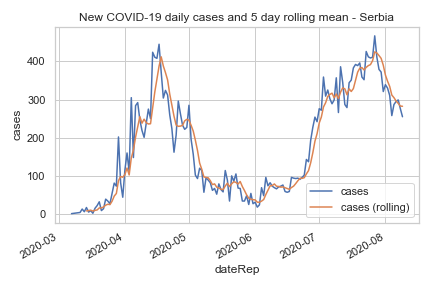 New COVID-19 daily cases and 5 day rolling mean - Serbia
400
300
200
100
0
cases
2020-03
2020-04
2020-05
2020-06
2020-07
2020-08
dateRep
cases
cases (rolling)